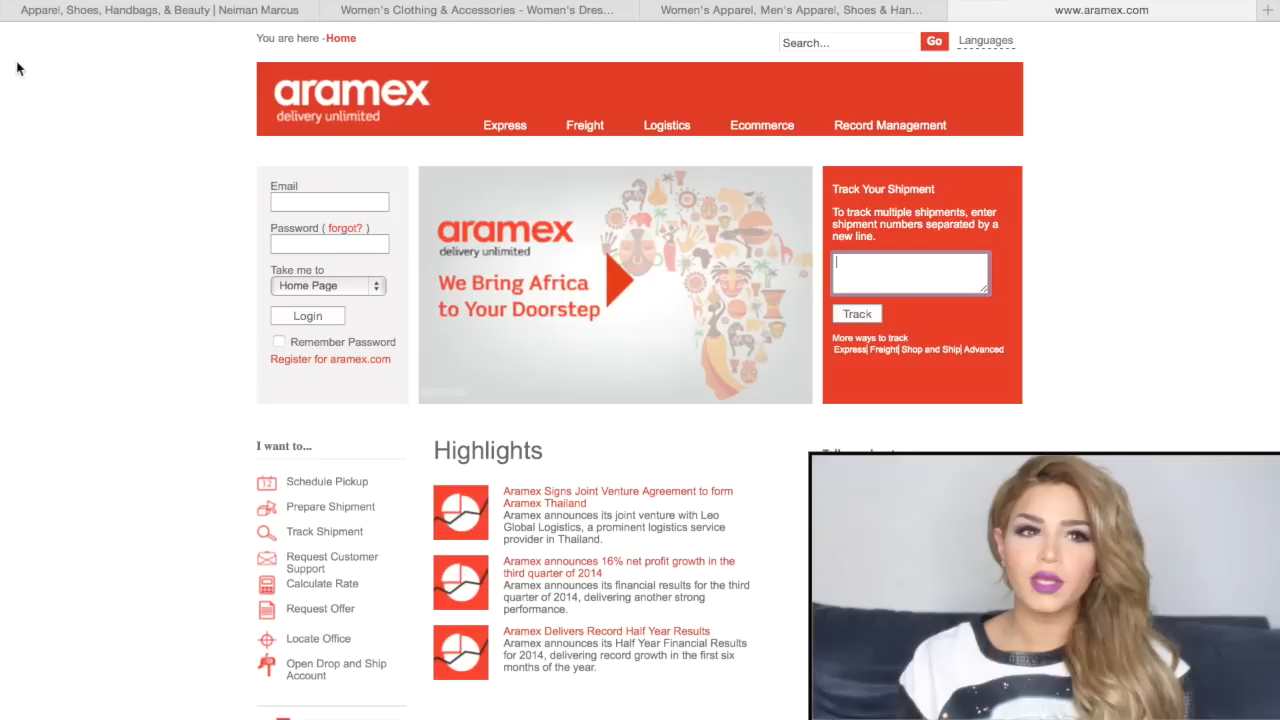 Apparel, Shoes, Handbags, & Beauty | Neiman Marcus
Women's Clothing & Accessories - Women's Dres...
Women's Apparel, Men's Apparel, Shoes & Han...
www.aramex.com
You are here -Home
Search...
Go
Languages
aramex
delivery unlimited
Express
Freight
Logistics
Ecommerce
Record Management
Email
Password ( forgot? )
Take me to
Home Page
Login
Remember Password
Register for aramex.com
aramex
delivery unlimited
We Bring Africa
to Your Doorstep
Track Your Shipment
To track multiple shipments, enter
shipment numbers separated by a
new line.
Track
More ways to track
Express| Freight| Shop and Ship| Advanced
I want to...
12
Schedule Pickup
Prepare Shipment
Track Shipment
Request Customer
Support
Calculate Rate
Request Offer
Locate Office
Open Drop and Ship
Account
Highlights
Aramex Signs Joint Venture Agreement to form
Aramex Thailand
Aramex announces its joint venture with Leo
Global Logistics, a prominent logistics service
provider in Thailand.
Aramex announces 16% net profit growth in the
third quarter of 2014
Aramex announces its financial results for the third
quarter of 2014, delivering another strong
performance.
Aramex Delivers Record Half Year Results
Aramex announces its Half Year Financial Results
for 2014, delivering record growth in the first six
months of the year.